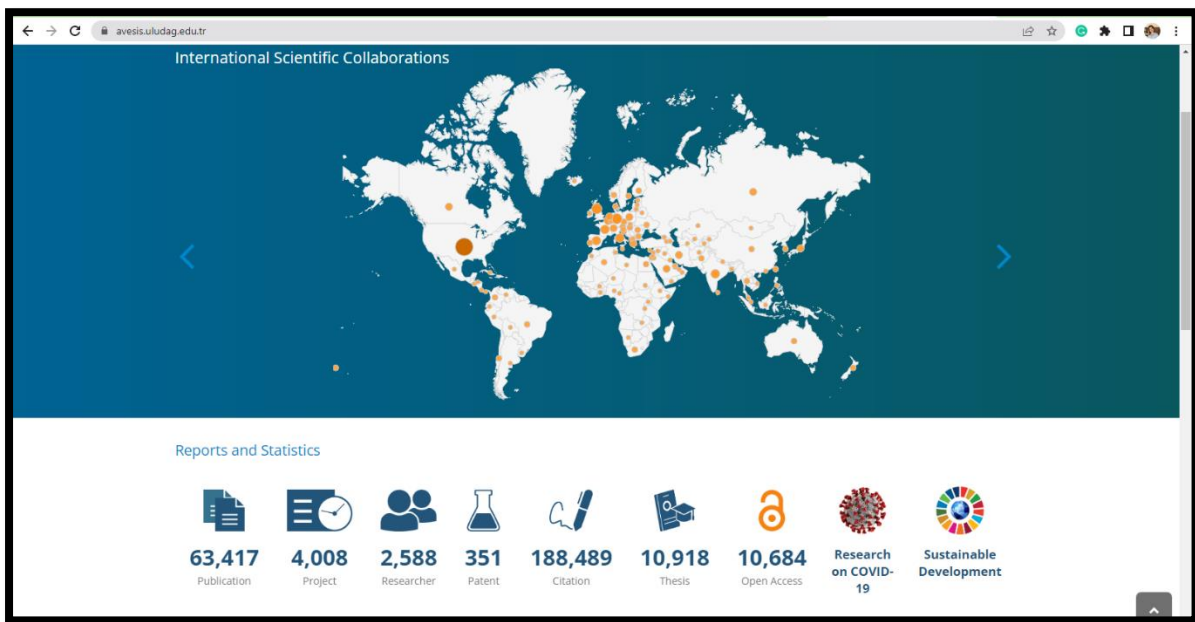 avesis.uludag.edu.tr
International Scientific Collaborations
Reports and Statistics
63,417
Publication
4,008
Project
2,588
Researcher
351
Patent
188,489
Citation
10,918
Thesis
10,684
Open Access
Research
on COVID-
19
Sustainable
Development